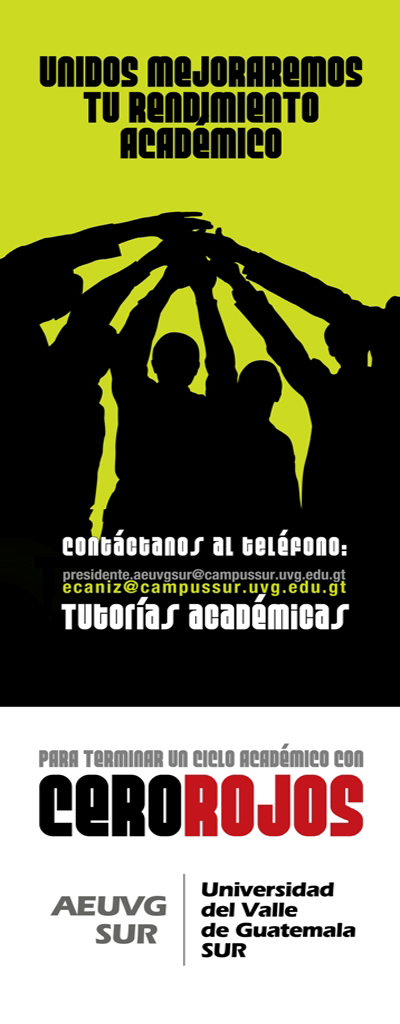 UNIDOS MEJORAREMOS
TU RENDIMIENTO
ACADÉMICO
CONTÁCTANOS AL TELÉFONO:
presidente.aeuvgsur@campussur.uvg.edu.gt
ecaniz@campussur.uvg.edu.gt
TUTORÍAS ACADÉMICAS
PARA TERMINAR UN CICLO ACADÉMICO CON
CEROROJOS
AEUVG
SUR
Universidad
del Valle
de Guatemala
SUR